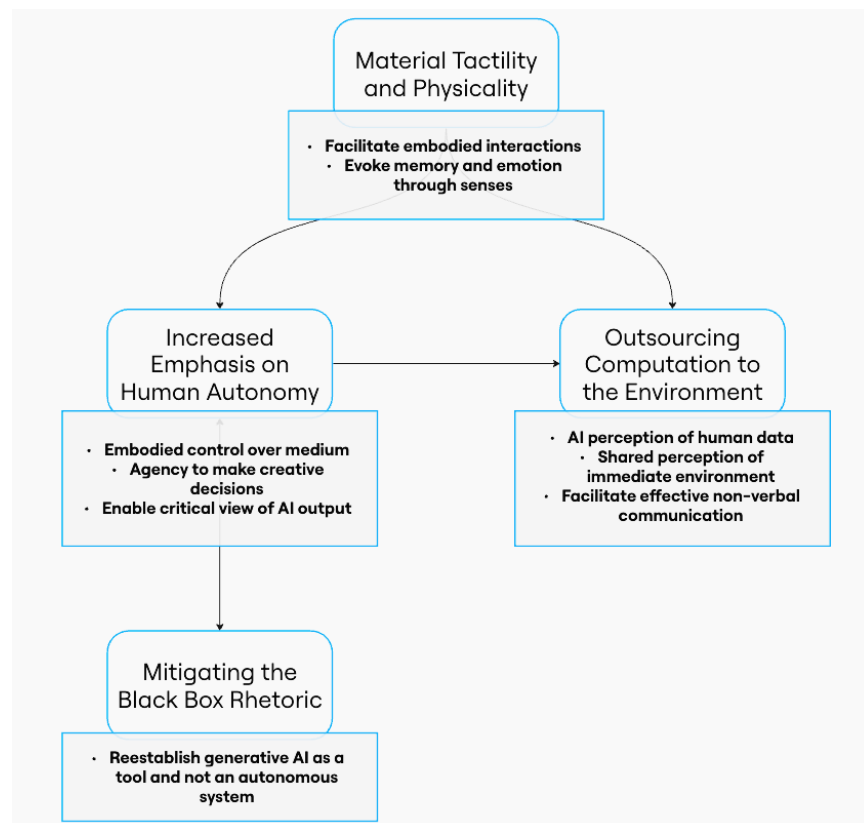 Material Tactility
and Physicality
· Facilitate embodied interactions
· Evoke memory and emotion
through senses
Increased
Emphasis on
Human Autonomy
· Embodied control over medium
· Agency to make creative
decisions
· Enable critical view of AI output
Outsourcing
Computation to
the Environment
· AI perception of human data
· Shared perception of
immediate environment
· Facilitate effective non-verbal
communication
Mitigating the
Black Box Rhetoric
· Reestablish generative AI as a
tool and not an autonomous
system